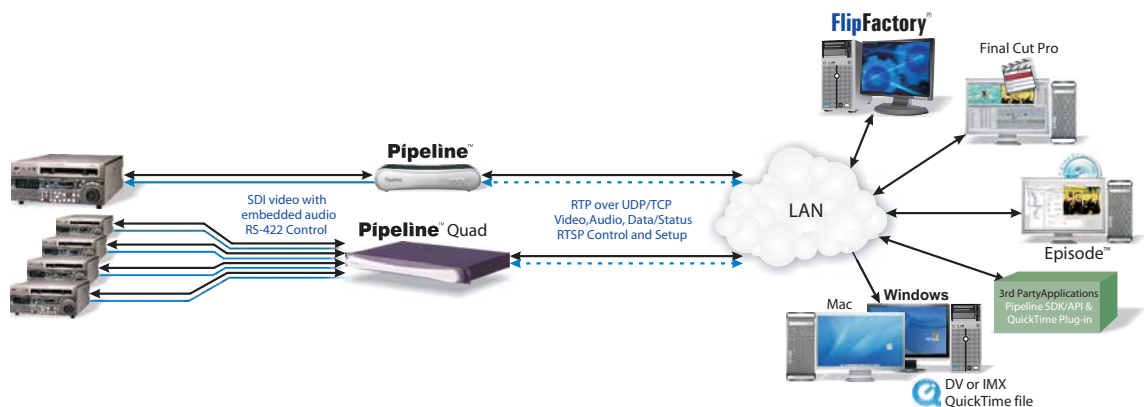 FlipFactory®
Final Cut Pro
Pipeline™
Pipeline
SDI video with
embedded audio
RS-422 Control
RTP over UDP/TCP
Video,Audio, Data/Status
RTSP Control and Setup
LAN
Pipeline™ Quad
Episode™
3rd PartyApplications
Pipeline SDK/API &
QuickTime Plug-in
Mac
Windows
DV or IMX
QuickTime file